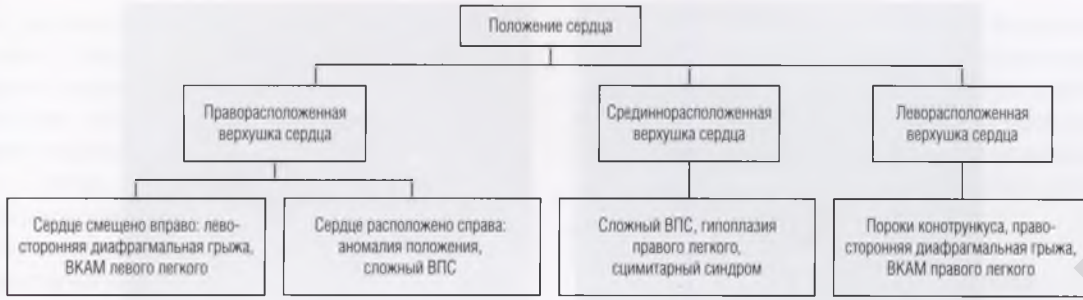 Положение сердца
Праворасположенная
верхушка сердца
Срединнорасположенная
верхушка сердца
Леворасположенная
верхушка сердца
Сердце смещено вправо: лево-
сторонняя диафрагмальная грыжа,
ВКАМ левого легкого
Сердце расположено справа:
аномалия положения,
сложный ВПС
Сложный ВПС, гипоплазия
правого легкого,
сцимитарный синдром
Пороки конотрункуса, право-
сторонняя диафрагмальная грыжа,
ВКАМ правого легкого